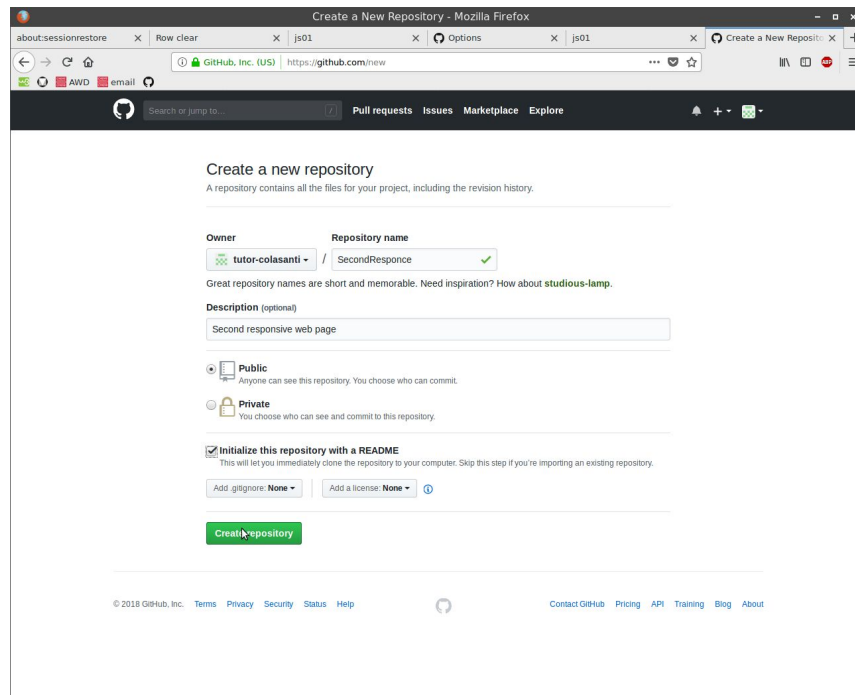 Create a New Repository - Mozilla Firefox
about:sessionrestore
Row clear
js01
Options
js01
Create a New Reposito
GitHub, Inc. (US)
https://github.com/new
AWD
email
Search or jump to...
/
Pull requests Issues Marketplace Explore
Create a new repository
A repository contains all the files for your project, including the revision history.
Owner
Repository name
tutor-colasanti
/
SecondResponce
Great repository names are short and memorable. Need inspiration? How about studious-lamp.
Description (optional)
Second responsive web page
Public
Anyone can see this repository. You choose who can commit.
Private
You choose who can see and commit to this repository.
Initialize this repository with a README
This will let you immediately clone the repository to your computer. Skip this step if you're importing an existing repository.
Add .gitignore: None
Add a license: None
Create repository
© 2018 GitHub, Inc. Terms Privacy Security Status Help
Contact GitHub Pricing API Training Blog About